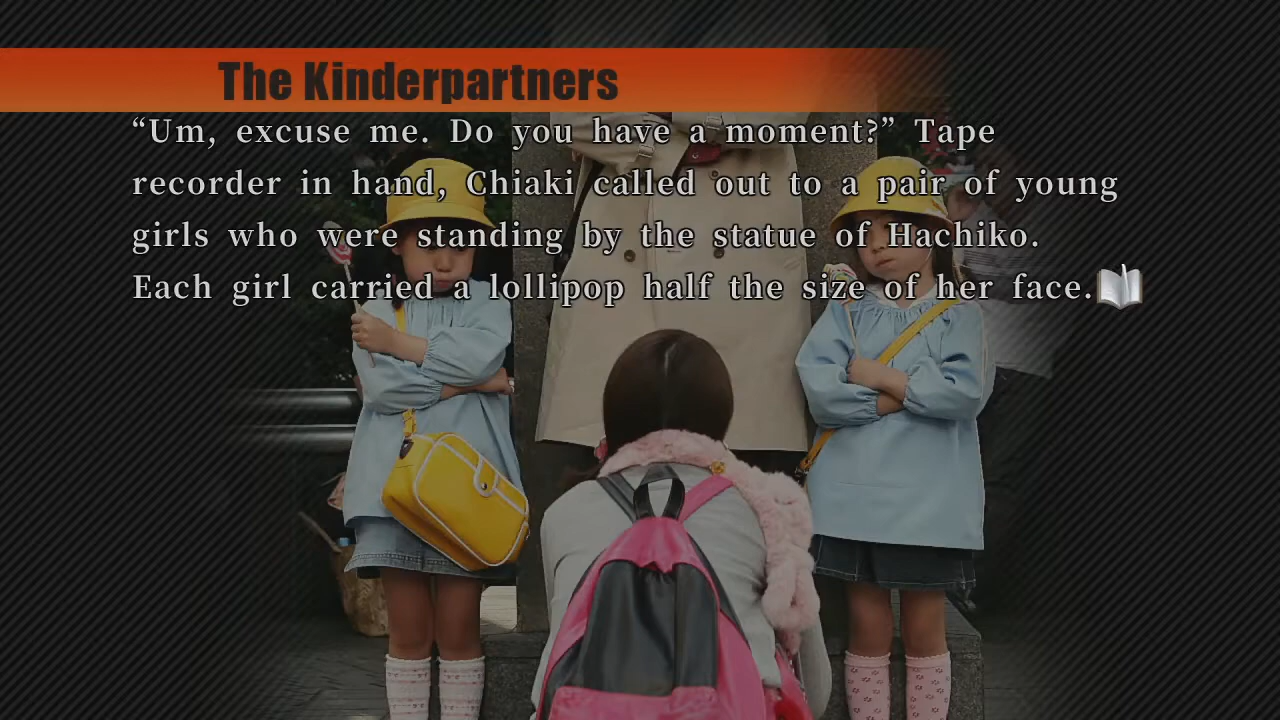 The Kinderpartners
“Um, excuse me. Do you have a moment?” Tape
recorder in hand, Chiaki called out to a pair of young
girls who were standing by the statue of Hachiko.
Each girl carried a lollipop half the size of her face.